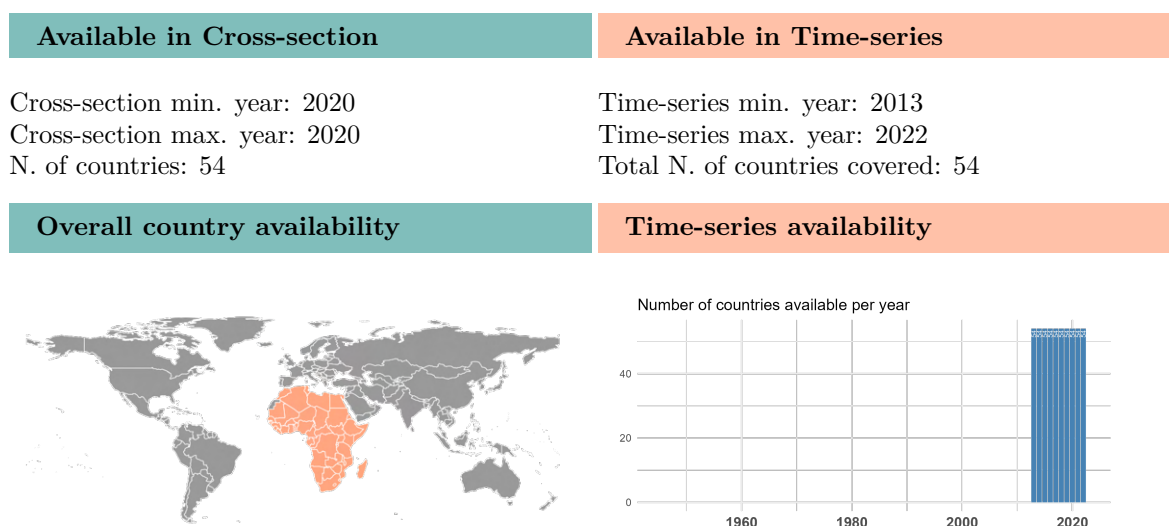 Available in Cross-section
Available in Time-series
Cross-section min. year: 2020
Cross-section max. year: 2020
N. of countries: 54
Time-series min. year: 2013
Time-series max. year: 2022
Total N. of countries covered: 54
Overall country availability
Time-series availability
Number of countries available per year
40
20
0
1960 1980 2000 2020